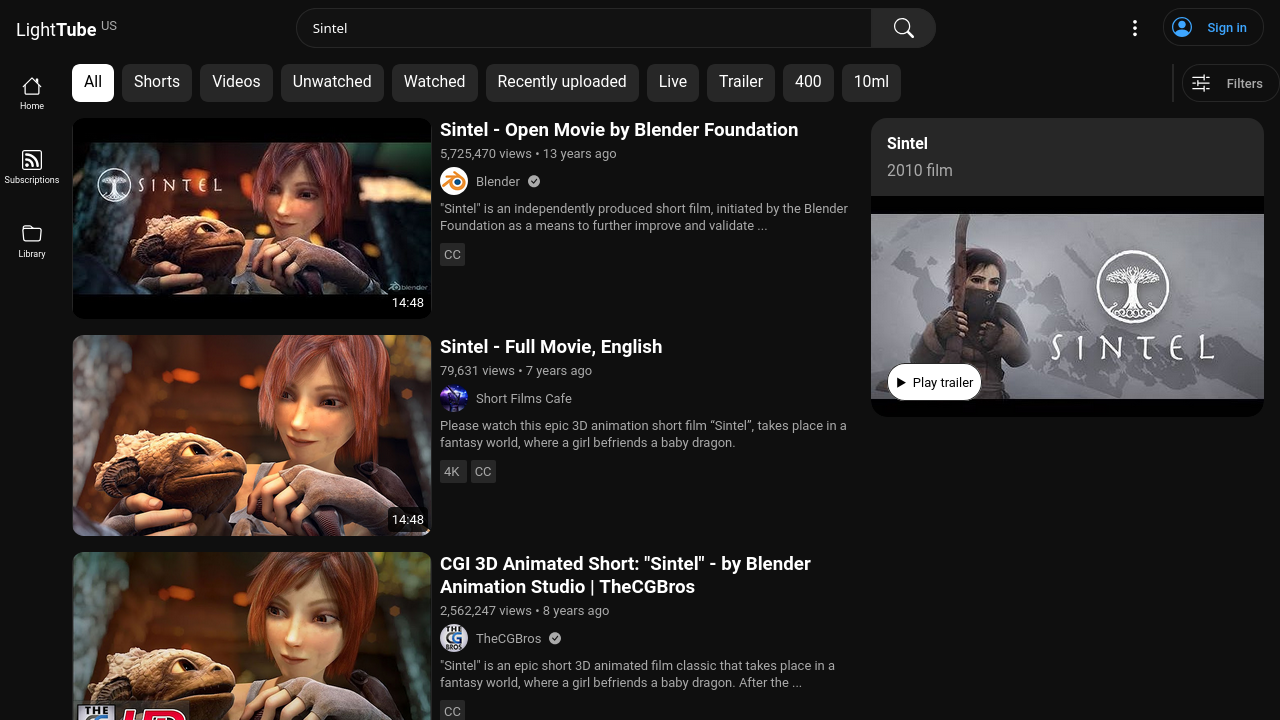 LightTube US
Sintel
Sign in
Home
Subscriptions
Library
All
Shorts
Videos
Unwatched
Watched
Recently uploaded
Live
Trailer
400
10ml
Filters
SINTEL
blender
14:48
Sintel - Open Movie by Blender Foundation
5,725,470 views • 13 years ago
Blender
"Sintel" is an independently produced short film, initiated by the Blender
Foundation as a means to further improve and validate ...
CC
14:48
Sintel - Full Movie, English
79,631 views • 7 years ago
Short Films Cafe
Please watch this epic 3D animation short film “Sintel”, takes place in a
fantasy world, where a girl befriends a baby dragon.
4K
CC
THE
HD
CGI 3D Animated Short: "Sintel" - by Blender
Animation Studio | TheCGBros
2,562,247 views • 8 years ago
THE
CG
BROS
TheCGBros
"Sintel" is an epic short 3D animated film classic that takes place in a
fantasy world, where a girl befriends a baby dragon. After the ...
CC
Sintel
2010 film
SINTEL
Play trailer